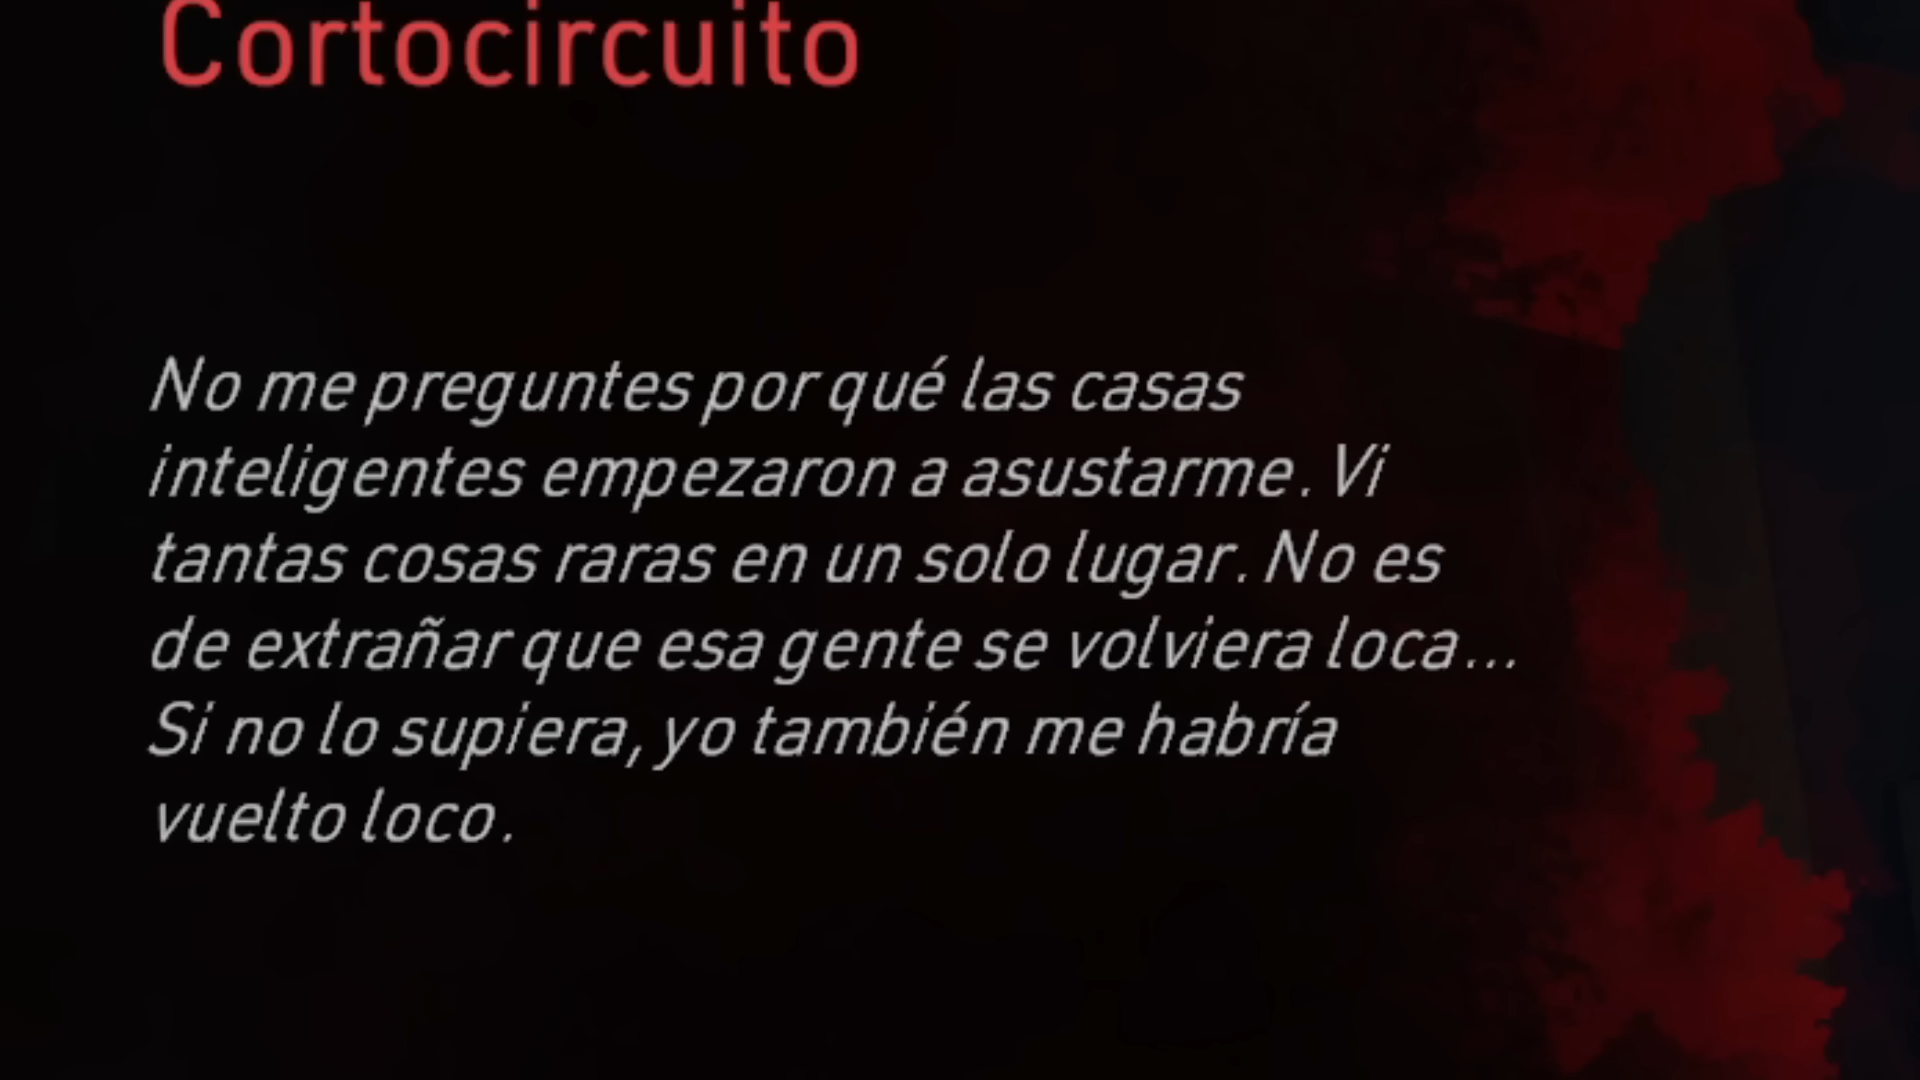 Cortocircuito
No me preguntes por qué las casas
inteligentes empezaron a asustarme. Vi
tantas cosas raras en un solo lugar. No es
de extrañar que esa gente se volviera loca...
Si no lo supiera, yo también me habría
vuelto loco.